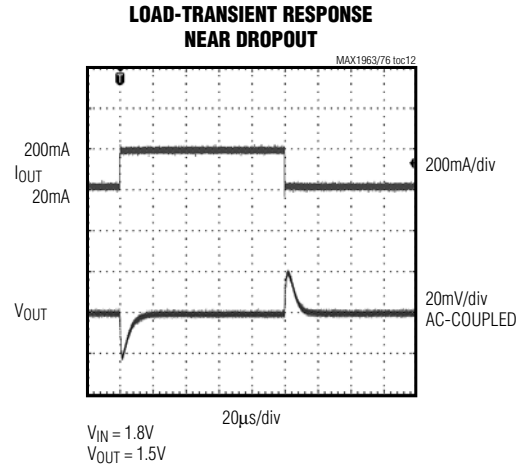 LOAD-TRANSIENT RESPONSE
NEAR DROPOUT
MAX1963/76 toc12
200mA
IOUT
20mA
200mA/div
VOUT
20mV/div
AC-COUPLED
20µs/div
VIN = 1.8V
VOUT = 1.5V